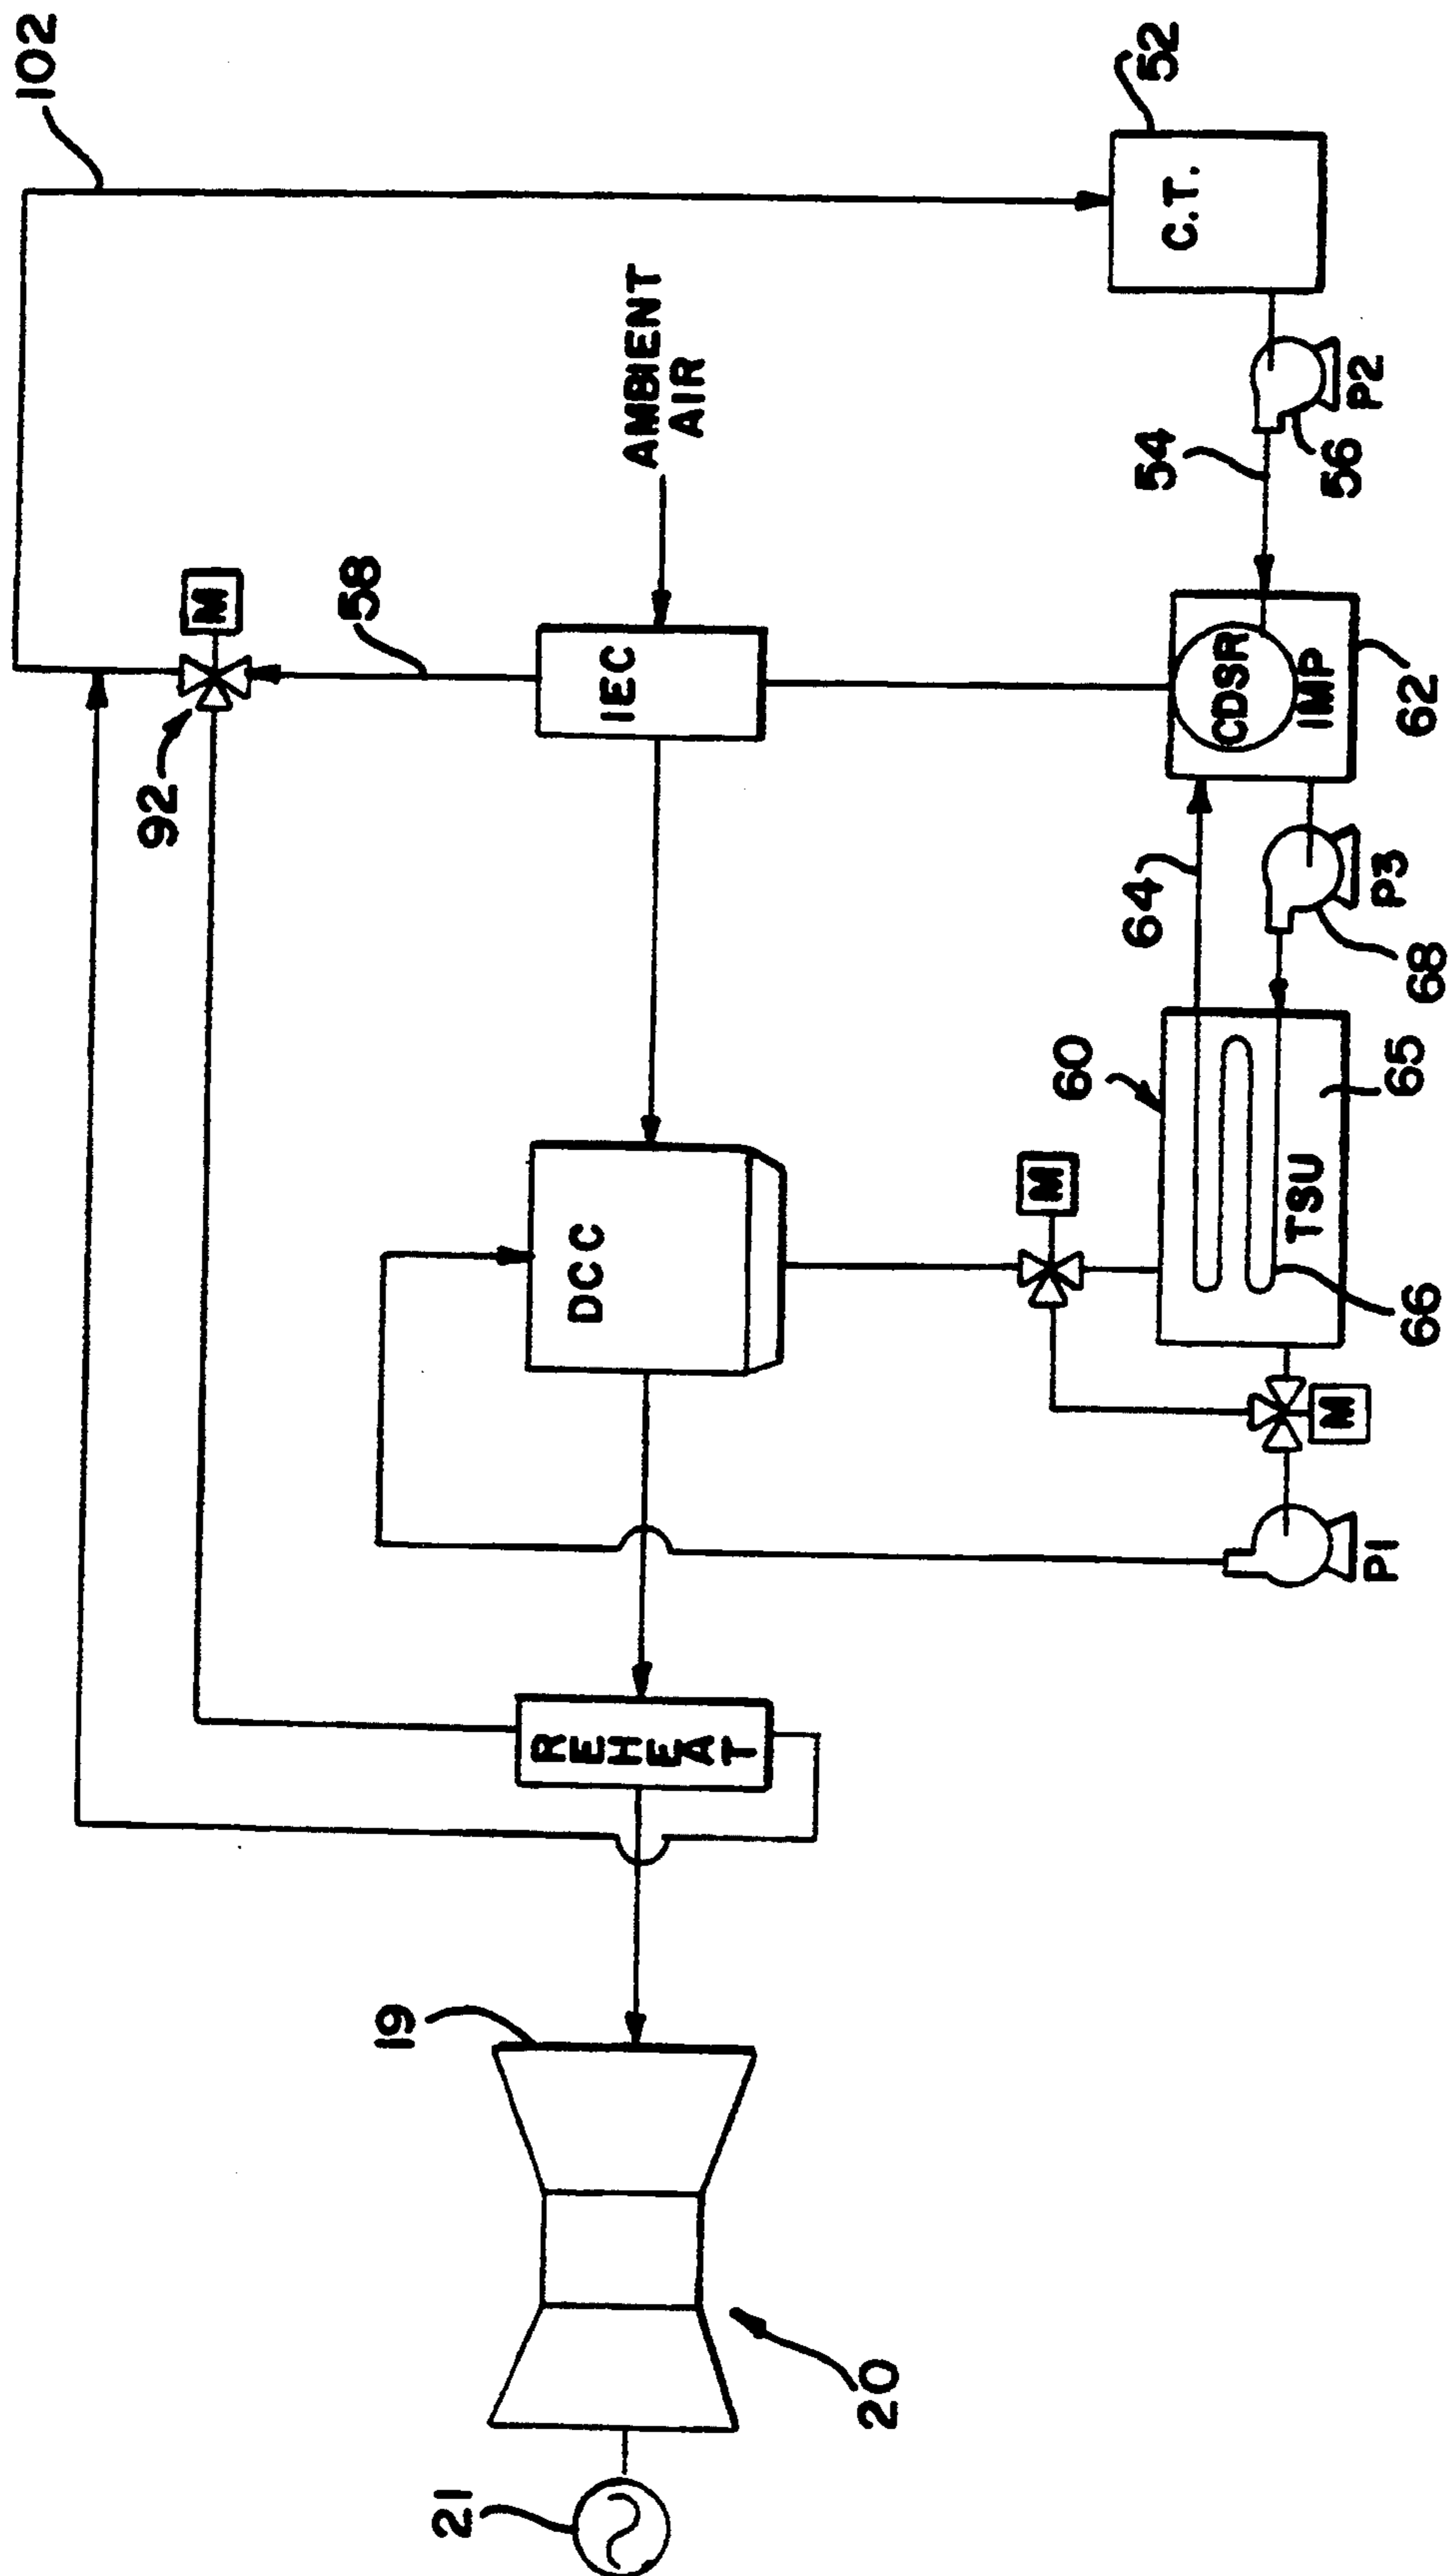 102
92
M
58
19
21
DCC
IEC
AMBIENT
AIR
REHEAT
20
M
60
64
54
52
C.T.
CDSR
IMP
TSU
M
56
P2
P1
P3
65
62
66
68